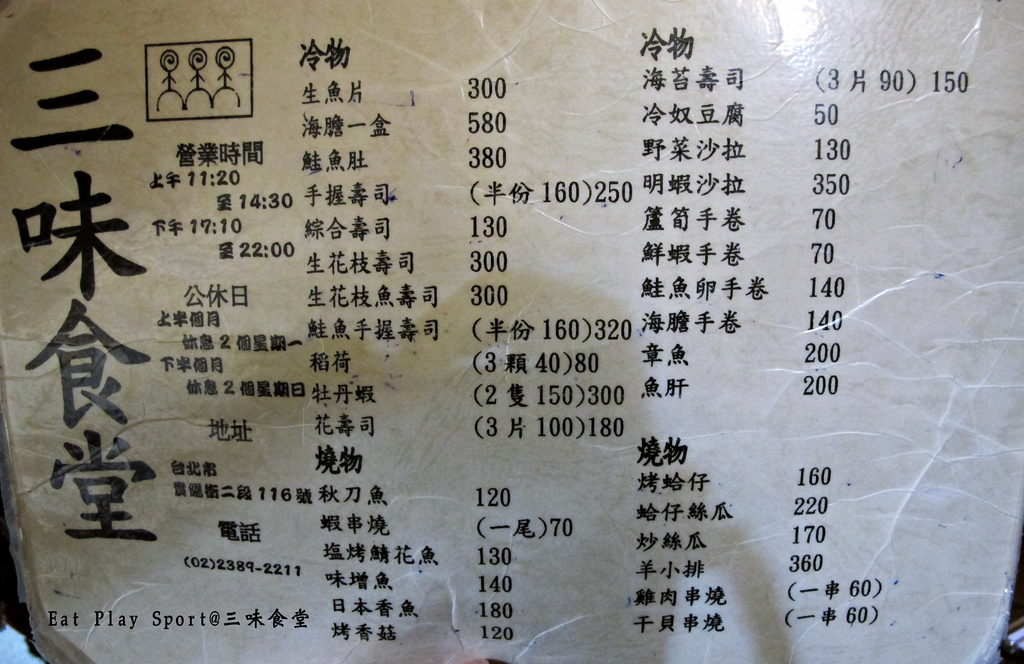 三味食堂
營業時間
上午 11:20
至 14:30
下午 17:10
至 22:00
公休日
上半個月
休息 2 個星期一
下半個月
休息 2 個星期日
地址
台北市
貴陽街二段 116 號
電話
(02)2389-2211
冷物
生魚片 300
海膽一盒 580
鮭魚肚 380
手握壽司 (半份 160)250
綜合壽司 130
生花枝壽司 300
生花枝魚壽司 300
鮭魚手握壽司 (半份 160)320
稻荷 (3 顆 40)80
牡丹蝦 (2 隻 150)300
花壽司 (3 片 100)180
燒物
秋刀魚 120
蝦串燒 (一尾)70
塩烤鯖花魚 130
味增魚 140
日本香魚 180
烤香菇 120
冷物
海苔壽司 (3 片 90) 150
冷奴豆腐 50
野菜沙拉 130
明蝦沙拉 350
蘆筍手卷 70
鮮蝦手卷 70
鮭魚卵手卷 140
海膽手卷 140
章魚 200
魚肝 200
燒物
烤蛤仔 160
蛤仔絲瓜 220
炒絲瓜 170
羊小排 360
雞肉串燒 (一串 60)
干貝串燒 (一串 60)
Eat Play Sport@三味食堂